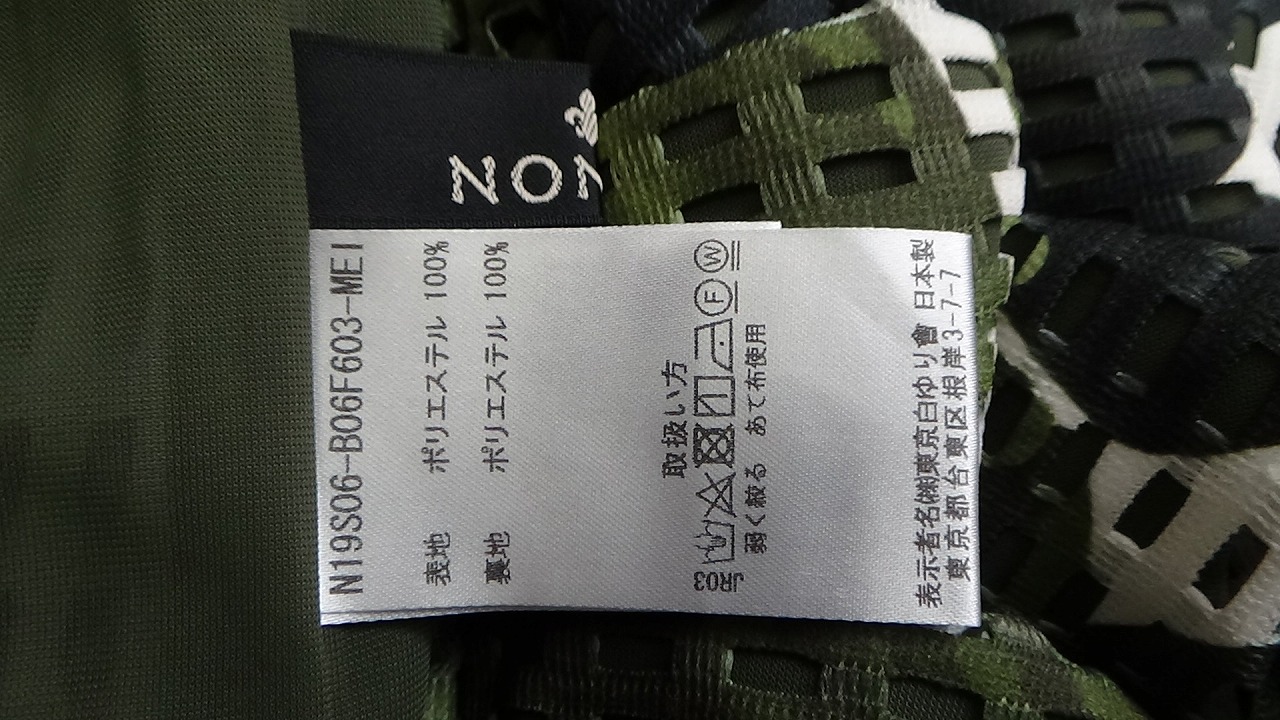 NO
N19S06-B06F603-MEI
表地 ポリエステル 100%
裏地 ポリエステル 100%
取扱い方
F W
弱く絞る あて布使用
表示者名㈱東京白ゆり會 日本製
東京都台東区根岸3-7-7